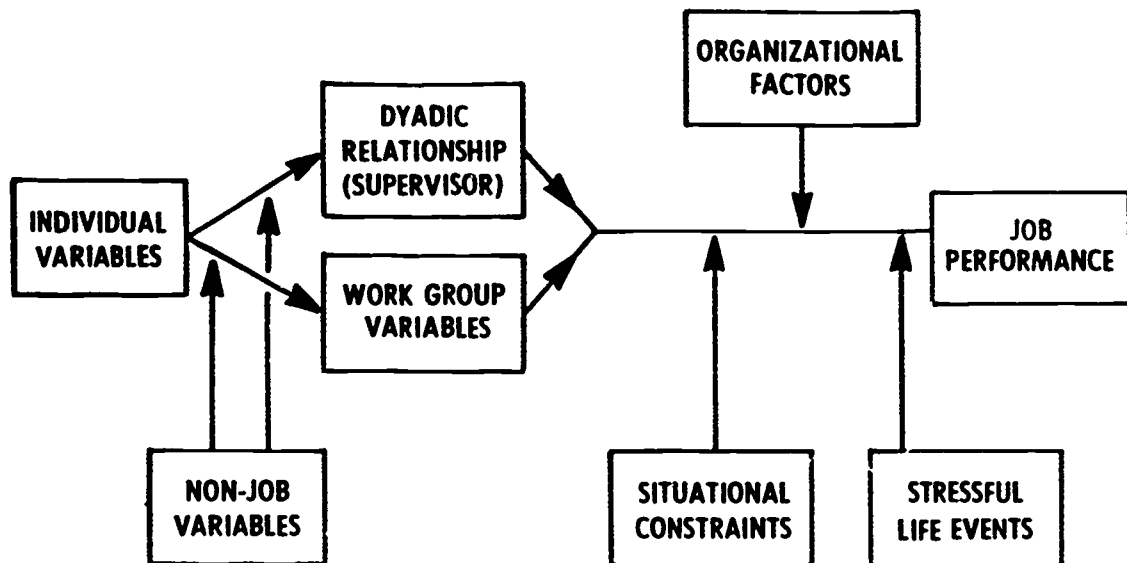 ORGANIZATIONAL
FACTORS
DYADIC
RELATIONSHIP
(SUPERVISOR)
INDIVIDUAL
VARIABLES
JOB
PERFORMANCE
WORK GROUP
VARIABLES
NON-JOB
VARIABLES
SITUATIONAL
CONSTRAINTS
STRESSFUL
LIFE EVENTS